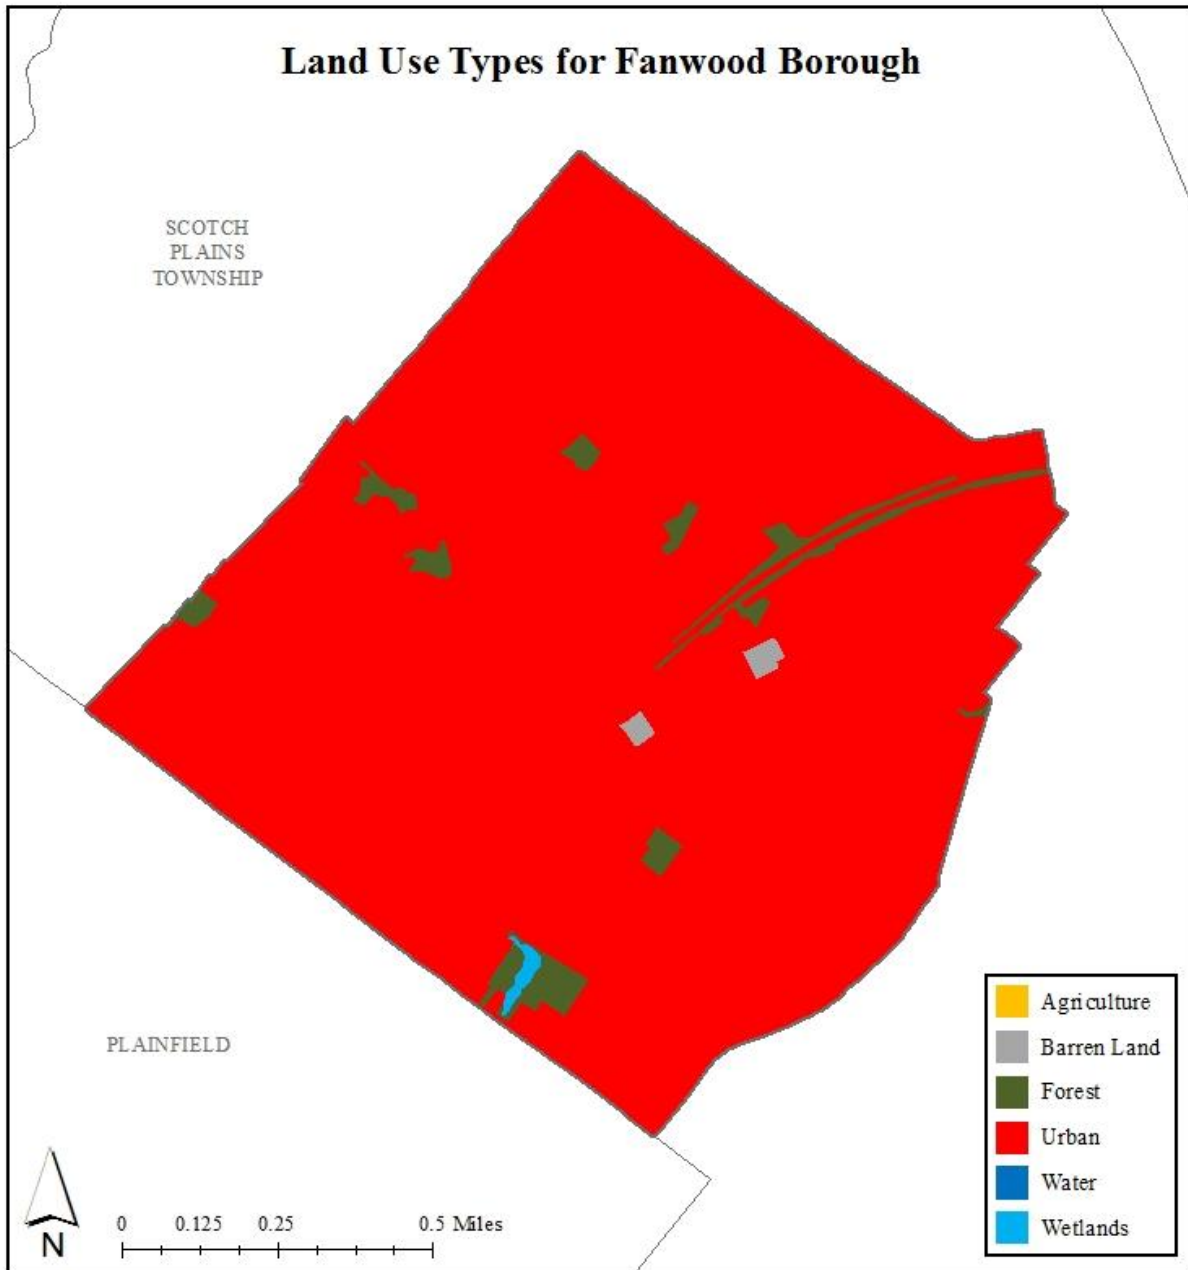 Land Use Types for Fanwood Borough
SCOTCH
PLAINS
TOWNSHIP
PLAINFIELD
Agriculture
Barren Land
Forest
Urban
Water
Wetlands
N
0 0.125 0.25 0.5 Miles